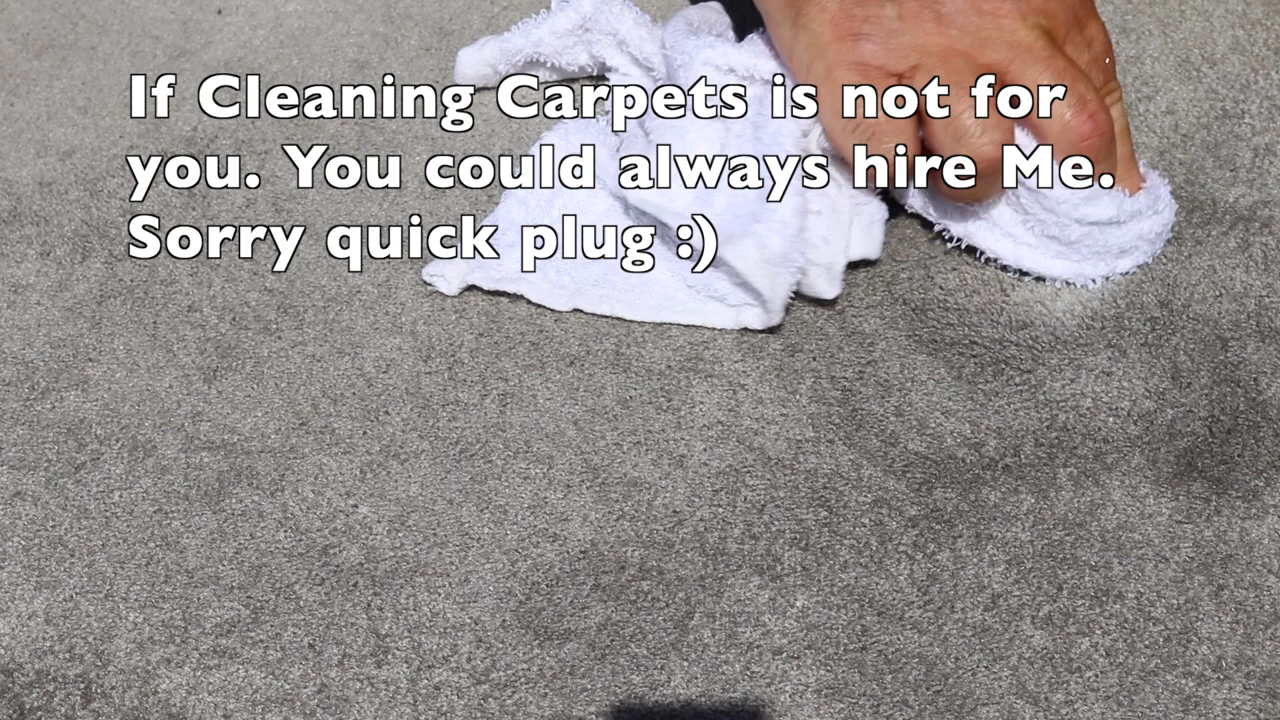 If Cleaning Carpets is not for
you. You could always hire Me.
Sorry quick plug :)